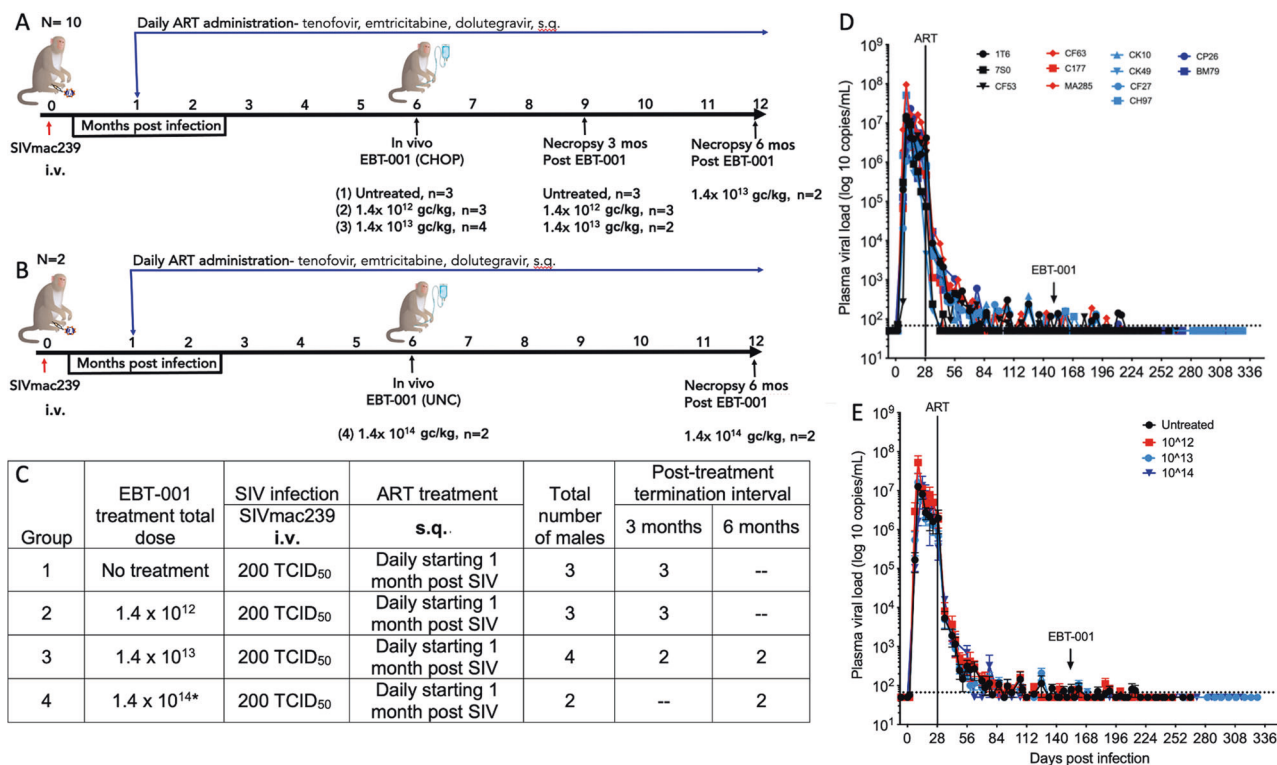 A
N= 10
Daily ART administration- tenofovir, emtricitabine, dolutegravir, s.q.
0 1 2 3 4 5 6 7 8 9 10 11 12
Months post infection
SIVmac239
i.v.
In vivo
EBT-001 (CHOP)
(1) Untreated, n=3
(2) 1.4x 10¹² gc/kg, n=3
(3) 1.4x 10¹³ gc/kg, n=4
Necropsy 3 mos
Post EBT-001
Untreated, n=3
1.4x 10¹² gc/kg, n=3
1.4x 10¹³ gc/kg, n=2
Necropsy 6 mos
Post EBT-001
1.4x 10¹³ gc/kg, n=2
B
N=2
Daily ART administration- tenofovir, emtricitabine, dolutegravir, s.q.
0 1 2 3 4 5 6 7 8 9 10 11 12
Months post infection
SIVmac239
i.v.
In vivo
EBT-001 (UNC)
(4) 1.4x 10¹⁴ gc/kg, n=2
Necropsy 6 mos
Post EBT-001
1.4x 10¹⁴ gc/kg, n=2
C
Group
EBT-001
treatment total
dose
SIV infection
SIVmac239
i.v.
ART treatment
s.q..
Total
number
of males
Post-treatment
termination interval
3 months 6 months
1 No treatment 200 TCID₅₀ Daily starting 1
month post SIV 3 3 --
2 1.4 x 10¹² 200 TCID₅₀ Daily starting 1
month post SIV 3 3 --
3 1.4 x 10¹³ 200 TCID₅₀ Daily starting 1
month post SIV 4 2 2
4 1.4 x 10¹⁴* 200 TCID₅₀ Daily starting 1
month post SIV 2 -- 2
D
ART
Plasma viral load (log 10 copies/mL)
10⁹
10⁸
10⁷
10⁶
10⁵
10⁴
10³
10²
10¹
1T6 CF63 CK10 CP26
7S0 C177 CK49 BM79
CF53 MA285 CF27
CH97
EBT-001
0 28 56 84 112 140 168 196 224 252 280 308 336
E
ART
Plasma viral load (log 10 copies/mL)
10⁹
10⁸
10⁷
10⁶
10⁵
10⁴
10³
10²
10¹
Untreated
10^12
10^13
10^14
EBT-001
0 28 56 84 112 140 168 196 224 252 280 308 336
Days post infection